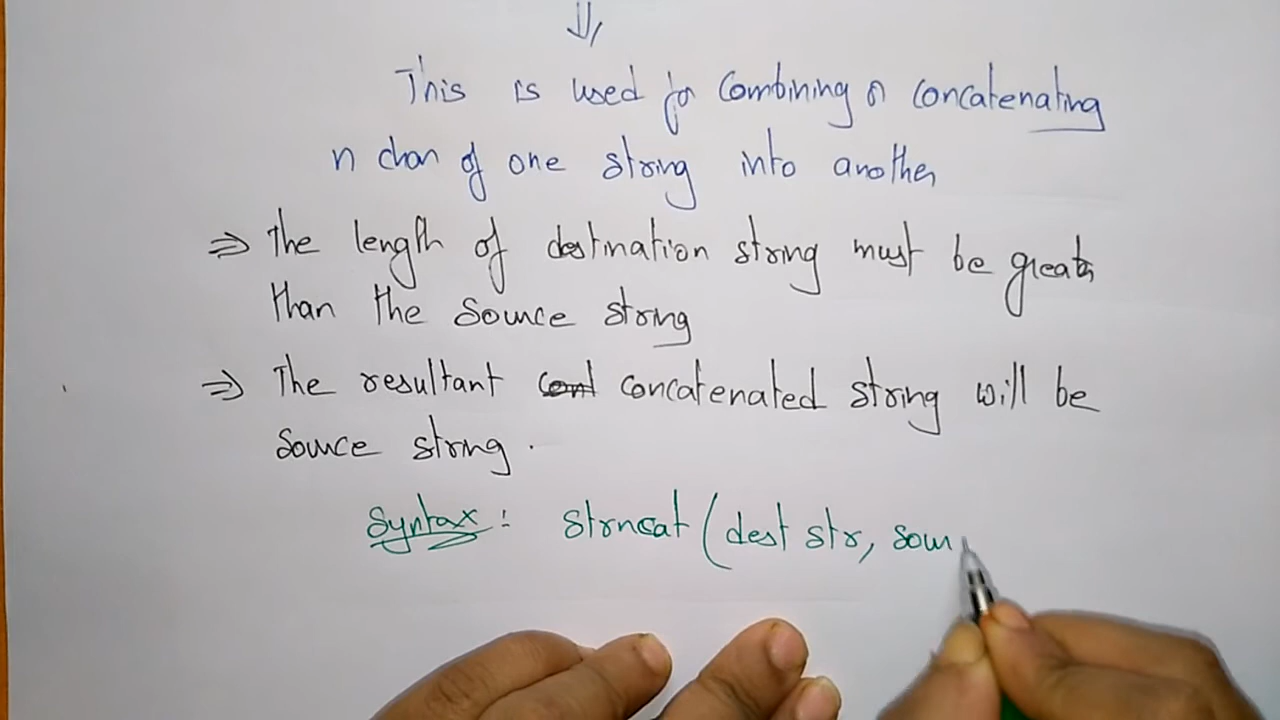 This is used for combining or concatenating
n char of one string into another
⇒ The length of destination string must be greater
than the source string
⇒ The resultant concatenated string will be
source string.
Syntax: strncat (dest str, sour